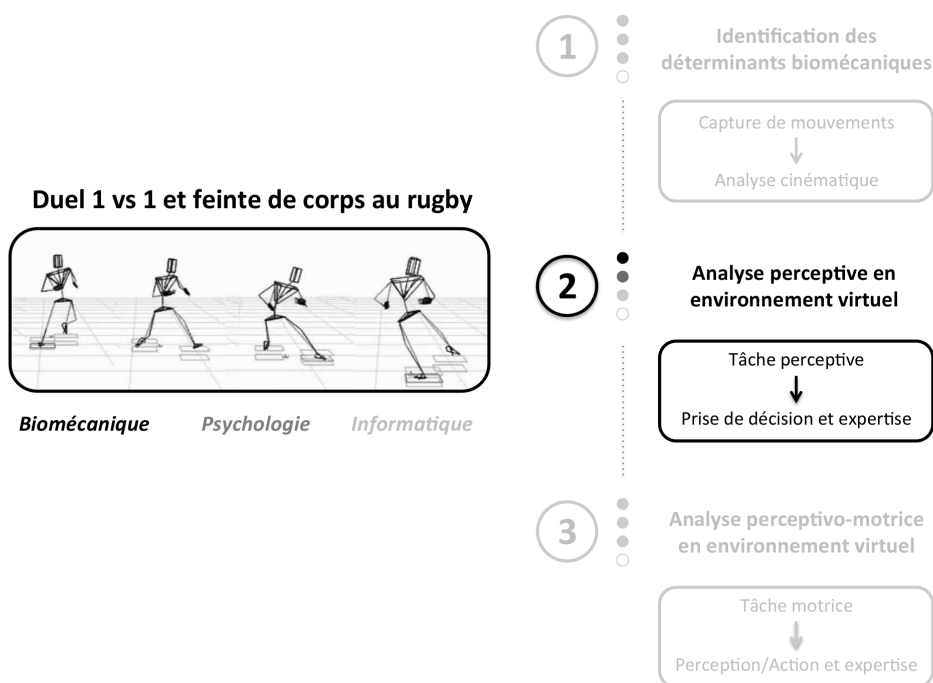 Duel 1 vs 1 et feinte de corps au rugby
Biomécanique Psychologie Informatique
1
Identification des
déterminants biomécaniques
Capture de mouvements
Analyse cinématique
2
Analyse perceptive en
environnement virtuel
Tâche perceptive
Prise de décision et expertise
3
Analyse perceptivo-motrice
en environnement virtuel
Tâche motrice
Perception/Action et expertise